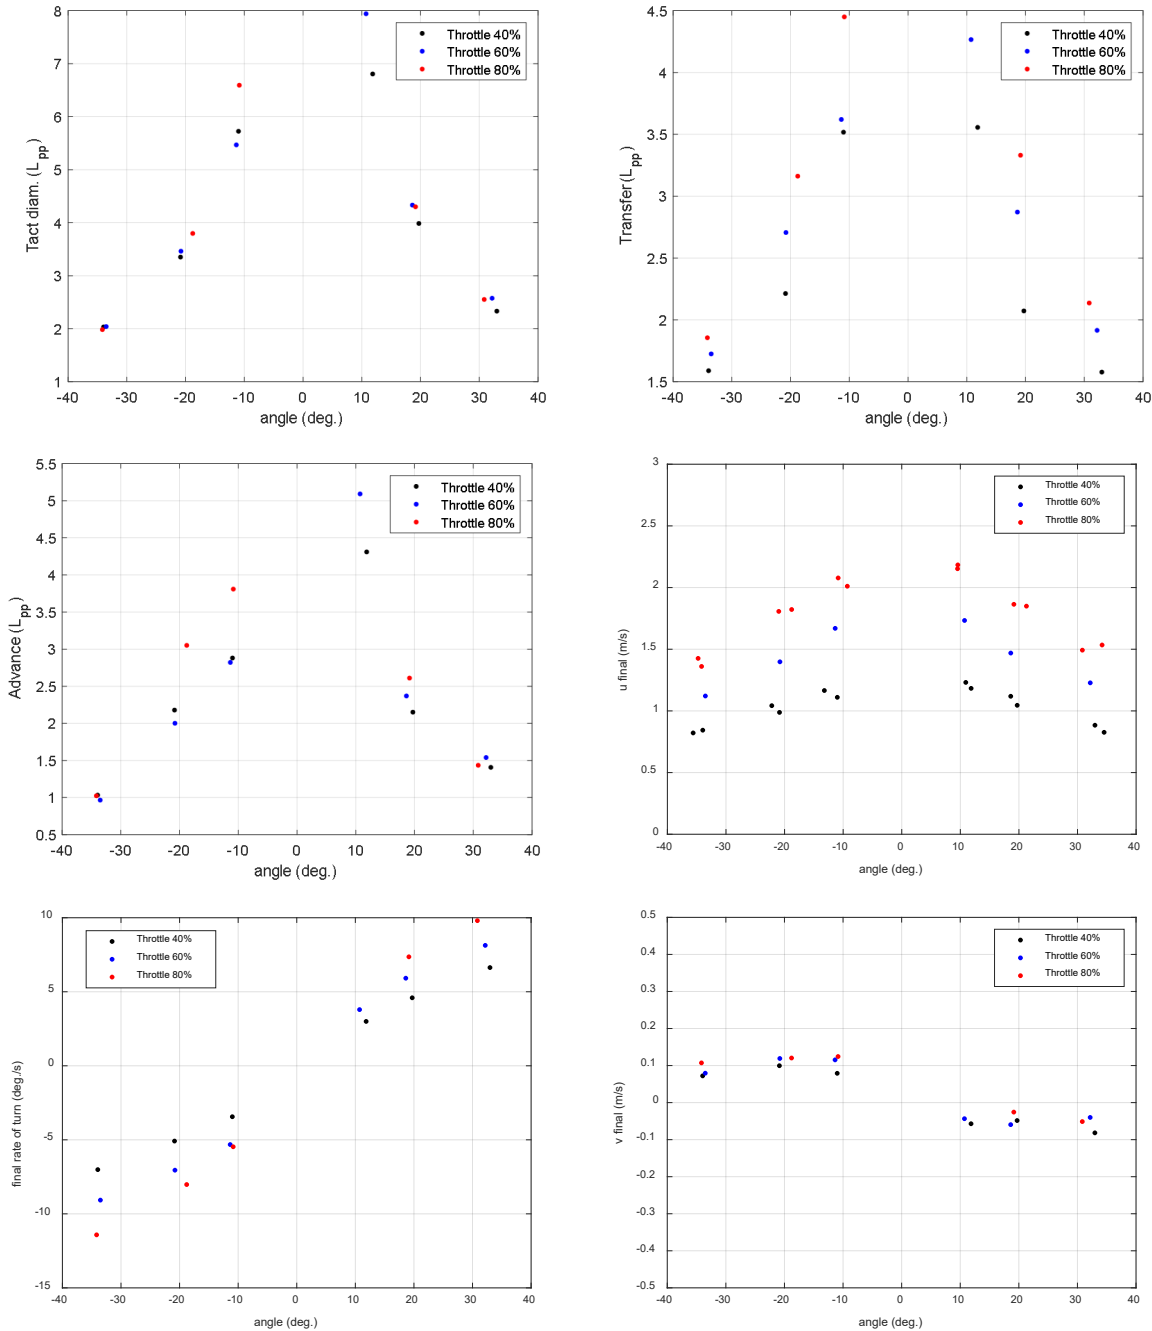 8
7
6
5
4
3
2
1
Tact diam. (L pp)
-40 -30 -20 -10 0 10 20 30 40
angle (deg.)
Throttle 40%
Throttle 60%
Throttle 80%
4.5
4
3.5
3
2.5
2
1.5
Transfer (L pp)
-40 -30 -20 -10 0 10 20 30 40
angle (deg.)
Throttle 40%
Throttle 60%
Throttle 80%
5.5
5
4.5
4
3.5
3
2.5
2
1.5
1
0.5
Advance (L pp)
-40 -30 -20 -10 0 10 20 30 40
angle (deg.)
Throttle 40%
Throttle 60%
Throttle 80%
3
2.5
2
1.5
1
0.5
0
u final (m/s)
-40 -30 -20 -10 0 10 20 30 40
angle (deg.)
Throttle 40%
Throttle 60%
Throttle 80%
10
5
0
-5
-10
-15
final rate of turn (deg./s)
-40 -30 -20 -10 0 10 20 30 40
angle (deg.)
Throttle 40%
Throttle 60%
Throttle 80%
0.5
0.4
0.3
0.2
0.1
0
-0.1
-0.2
-0.3
-0.4
-0.5
v final (m/s)
-40 -30 -20 -10 0 10 20 30 40
angle (deg.)
Throttle 40%
Throttle 60%
Throttle 80%